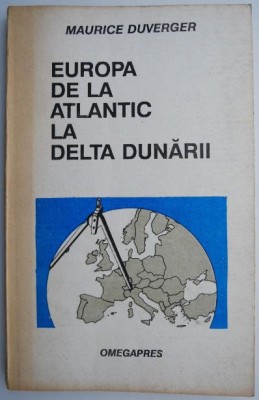 MAURICE DUVERGER
EUROPA
DE LA
ATLANTIC
LA
DELTA DUNĂRII
OMEGAPRES